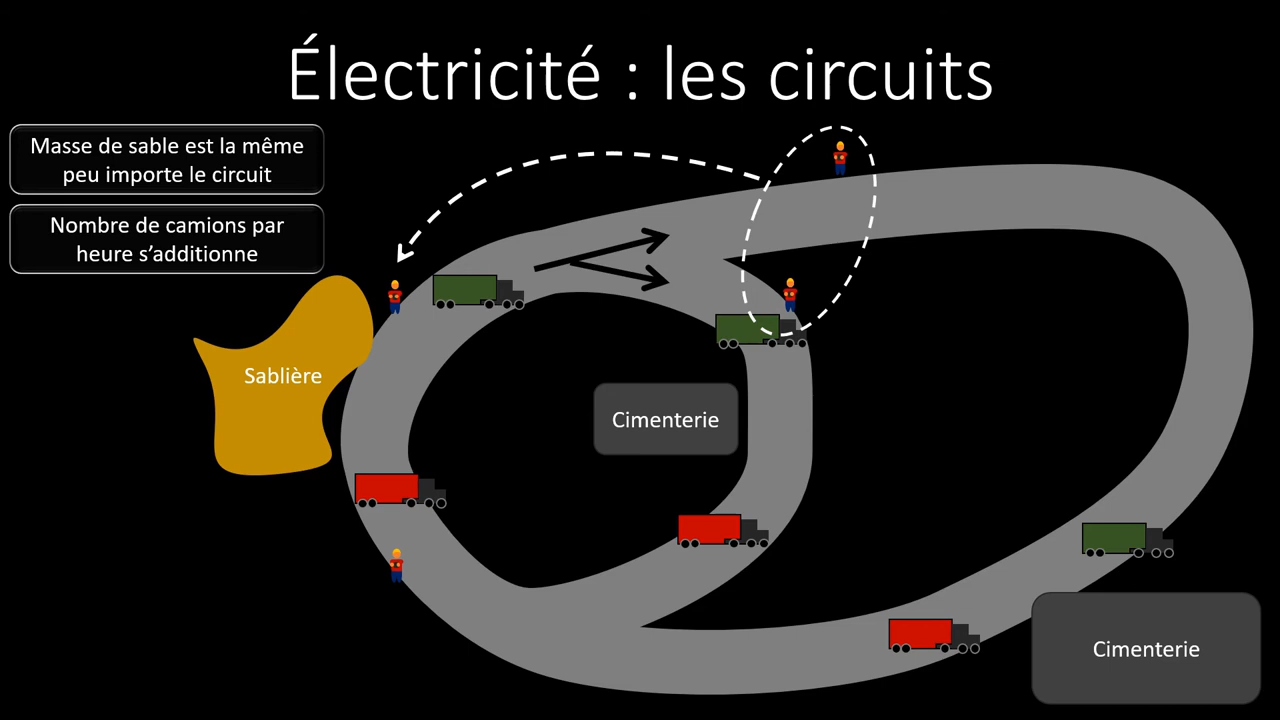 Électricité : les circuits
Masse de sable est la même
peu importe le circuit
Nombre de camions par
heure s’additionne
Sablière
Cimenterie
Cimenterie